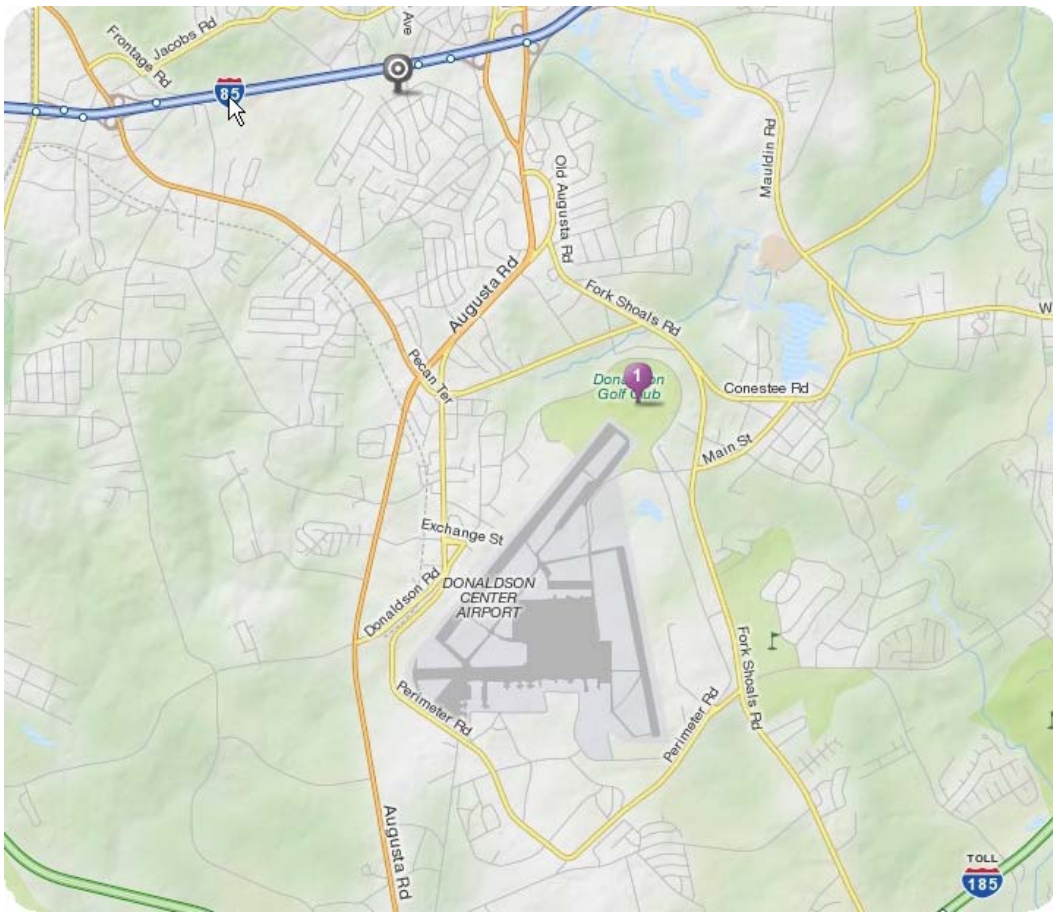 Ave
Jacobs Rd
Frontage Rd
85
Mauldin Rd
Old Augusta Rd
Augusta Rd
Fork Shoals Rd
W
Pecan Ter
1
Donaldson
Golf Club
Conestee Rd
Main St
Exchange St
DONALDSON
CENTER
AIRPORT
Donaldson Rd
Fork Shoals Rd
Perimeter Rd
Perimeter Rd
Augusta Rd
TOLL
185